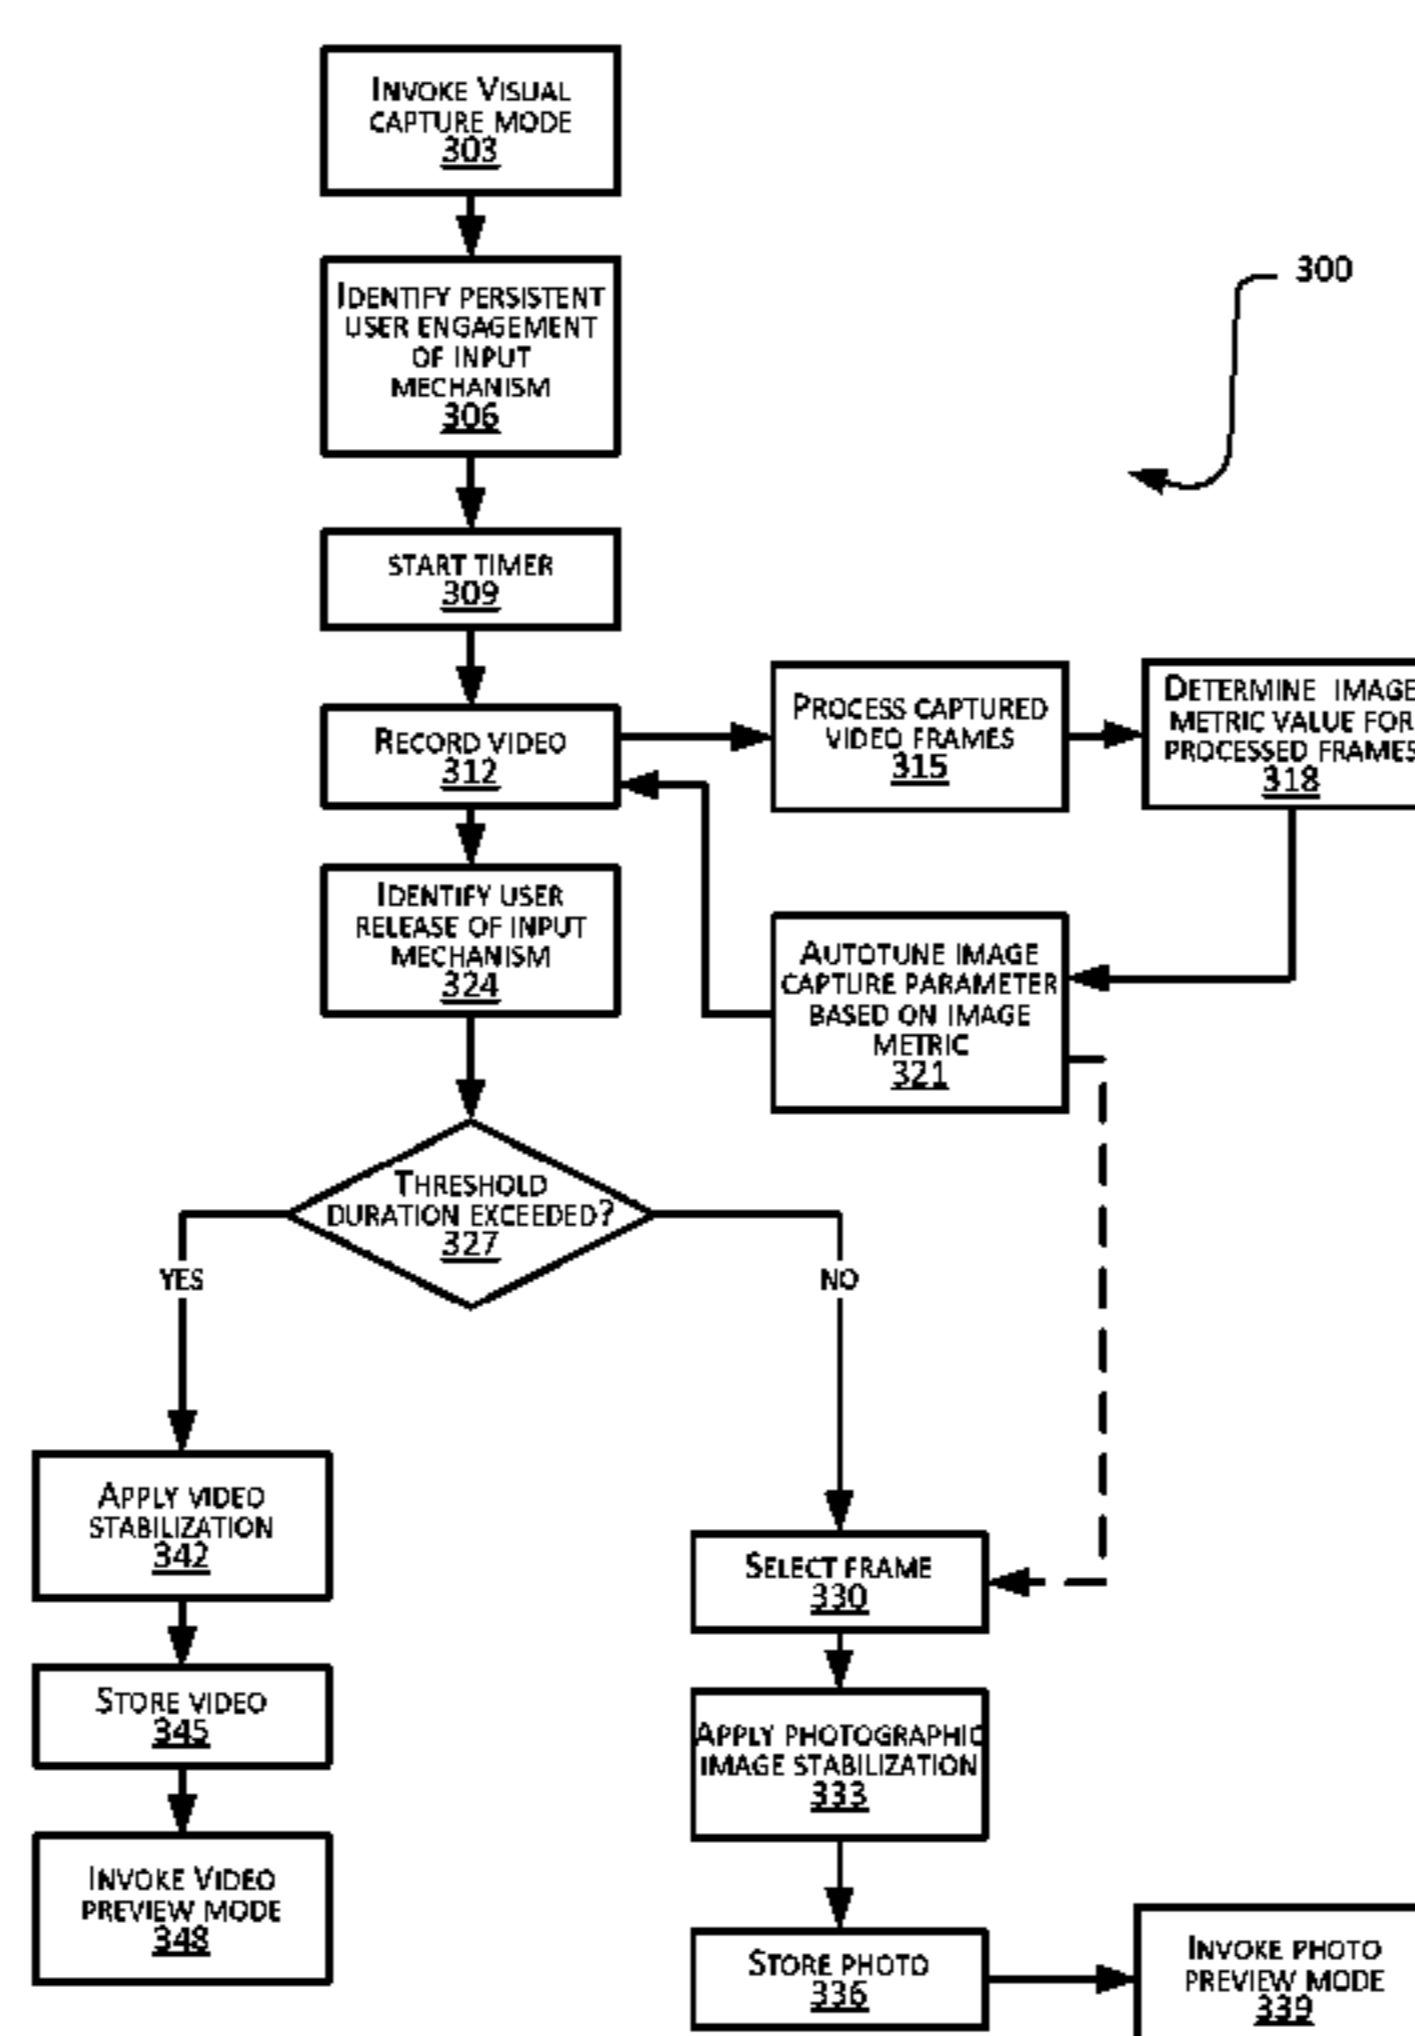 INVOKE VISUAL
CAPTURE MODE
303
IDENTIFY PERSISTENT
USER ENGAGEMENT
OF INPUT
MECHANISM
306
300
START TIMER
309
RECORD VIDEO
312
PROCESS CAPTURED
VIDEO FRAMES
315
DETERMINE IMAGE
METRIC VALUE FOR
PROCESSED FRAMES
318
IDENTIFY USER
RELEASE OF INPUT
MECHANISM
324
AUTOTUNE IMAGE
CAPTURE PARAMETER
BASED ON IMAGE
METRIC
321
THRESHOLD
DURATION EXCEEDED?
327
YES
NO
APPLY VIDEO
STABILIZATION
342
SELECT FRAME
330
STORE VIDEO
345
APPLY PHOTOGRAPHIC
IMAGE STABILIZATION
333
INVOKE VIDEO
PREVIEW MODE
348
STORE PHOTO
336
INVOKE PHOTO
PREVIEW MODE
339